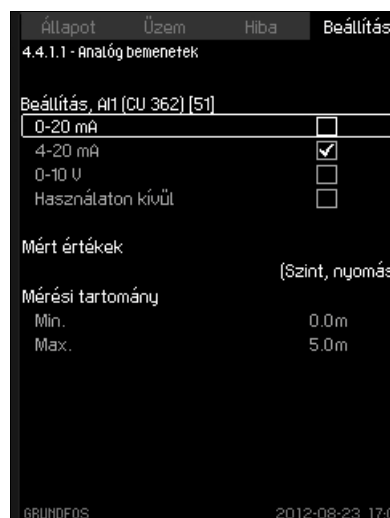 Állapot Üzem Hiba Beállítás
4.4.1.1 - Analóg bemenetek
Beállítás, AI1 (CU 362) [51]
0-20 mA
4-20 mA
0-10 V
Használaton kívül
Mért értékek
(Szint, nyomás
Mérési tartomány
Min. 0.0m
Max. 5.0m
GRUNDFOS 2012-08-23 17:0